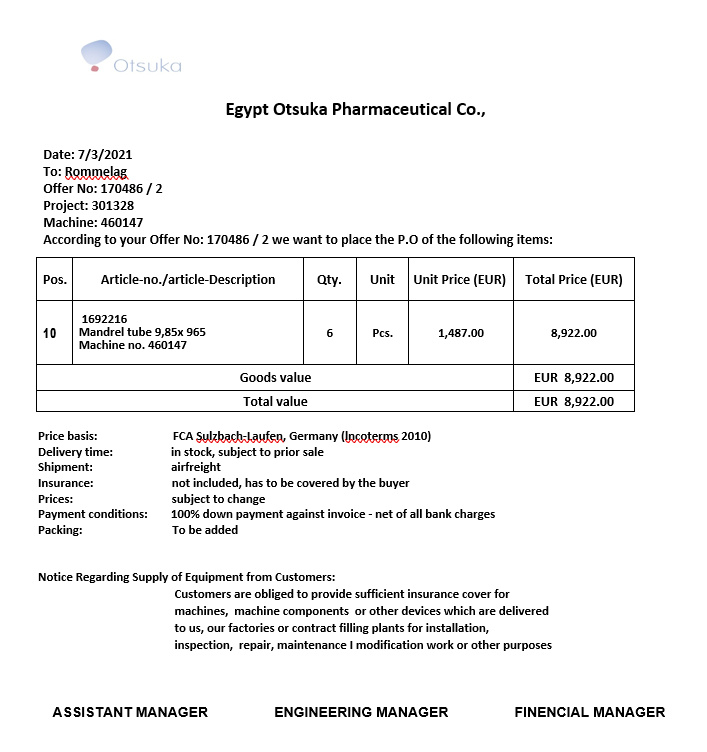 Otsuka
Egypt Otsuka Pharmaceutical Co.,
Date: 7/3/2021
To: Rommelag
Offer No: 170486 / 2
Project: 301328
Machine: 460147
According to your Offer No: 170486 / 2 we want to place the P.O of the following items:
Pos. Article-no./article-Description Qty. Unit Unit Price (EUR) Total Price (EUR)
1692216
10 Mandrel tube 9,85x 965 6 Pcs. 1,487.00 8,922.00
Machine no. 460147
Goods value EUR 8,922.00
Total value EUR 8,922.00
Price basis: FCA Sulzbach-Laufen, Germany (Incoterms 2010)
Delivery time: in stock, subject to prior sale
Shipment: airfreight
Insurance: not included, has to be covered by the buyer
Prices: subject to change
Payment conditions: 100% down payment against invoice - net of all bank charges
Packing: To be added
Notice Regarding Supply of Equipment from Customers:
Customers are obliged to provide sufficient insurance cover for
machines, machine components or other devices which are delivered
to us, our factories or contract filling plants for installation,
inspection, repair, maintenance I modification work or other purposes
ASSISTANT MANAGER ENGINEERING MANAGER FINENCIAL MANAGER